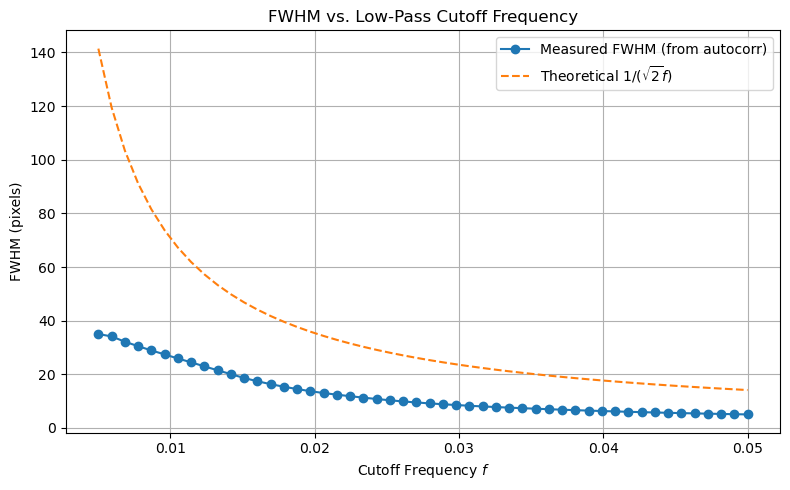 FWHM vs. Low-Pass Cutoff Frequency
Measured FWHM (from autocorr)
Theoretical 1/(√2f)
FWHM (pixels)
140
120
100
80
60
40
20
0
0.01
0.02
0.03
0.04
0.05
Cutoff Frequency f